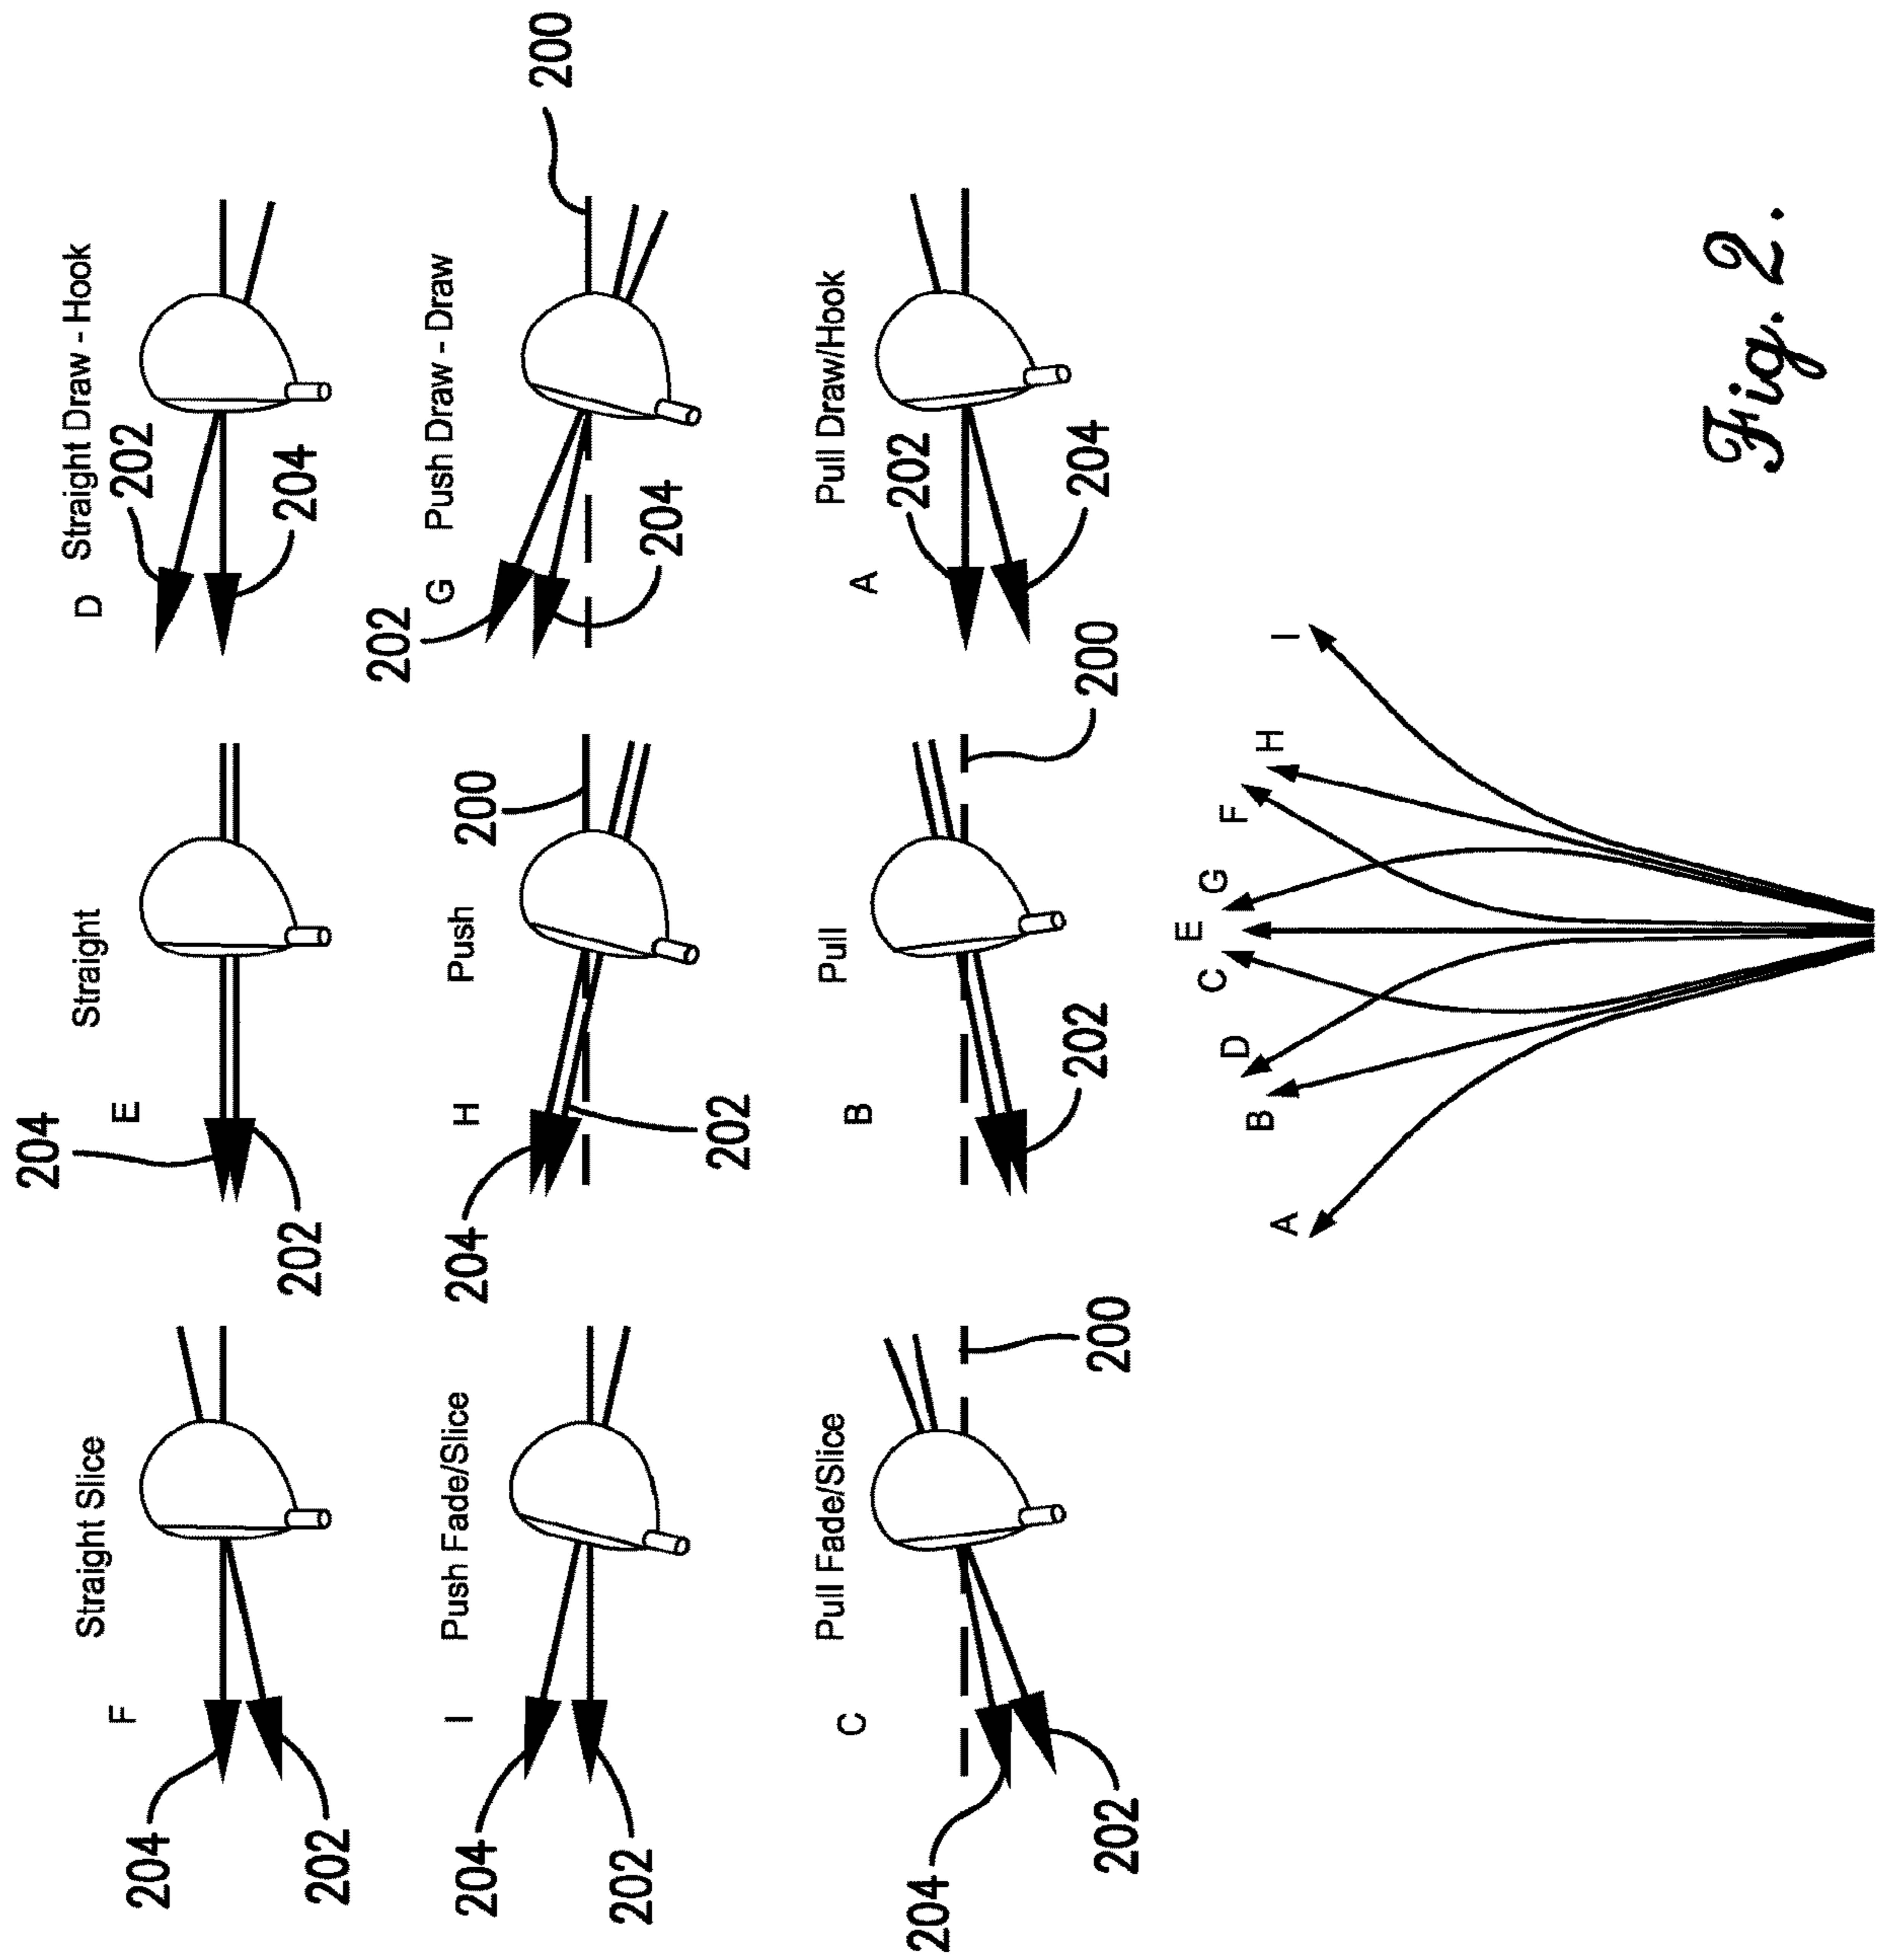 F Straight Slice
204
202
E Straight
204
202
D Straight Draw - Hook
202
204
I Push Fade/Slice
204
202
H Push
204
202
200
G Push Draw - Draw
202
204
200
C Pull Fade/Slice
204
202
200
B Pull
202
200
A Pull Draw/Hook
202
204
A
B
D
C
E
G
F
H
I
Fig. 2.